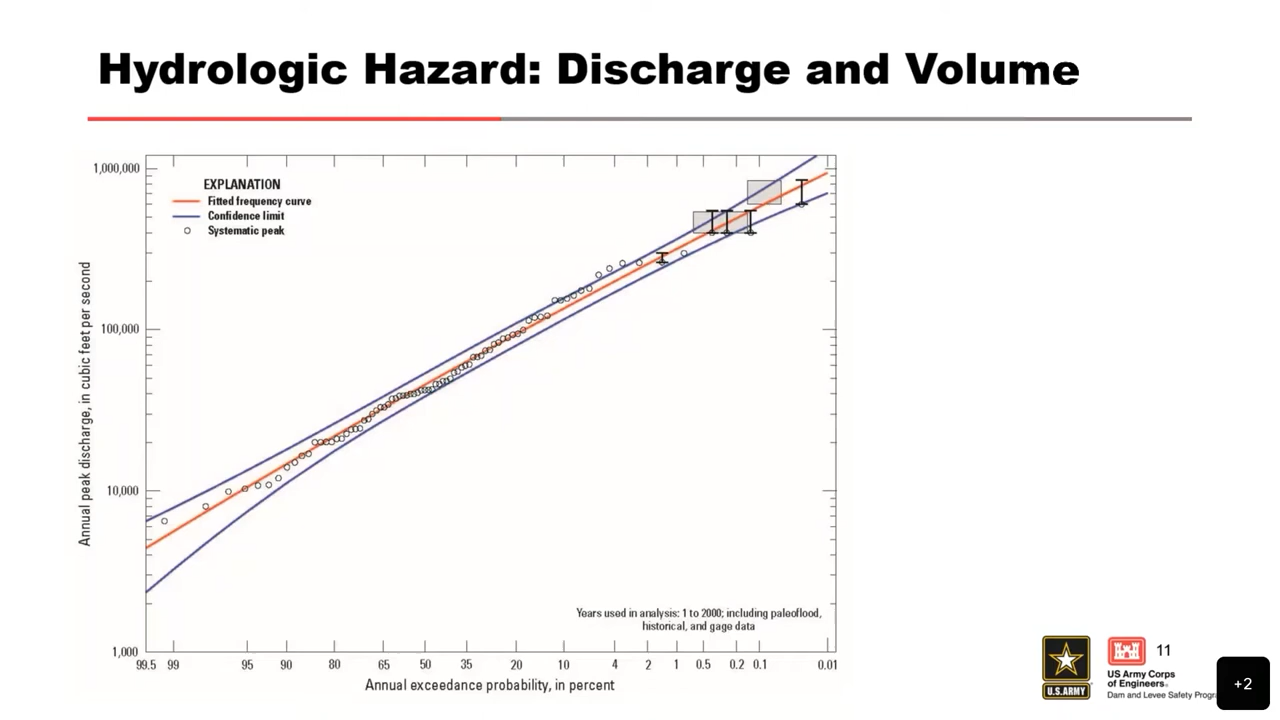 Hydrologic Hazard: Discharge and Volume
1,000,000
100,000
10,000
1,000
Annual peak discharge, in cubic feet per second
EXPLANATION
Fitted frequency curve
Confidence limit
Systematic peak
Years used in analysis: 1 to 2000; including paleoflood,
historical, and gage data
99.5 99 95 90 80 65 50 35 20 10 4 2 1 0.5 0.2 0.1 0.01
Annual exceedance probability, in percent
U.S.ARMY
11
US Army Corps
of Engineers®
Dam and Levee Safety Progr
+2